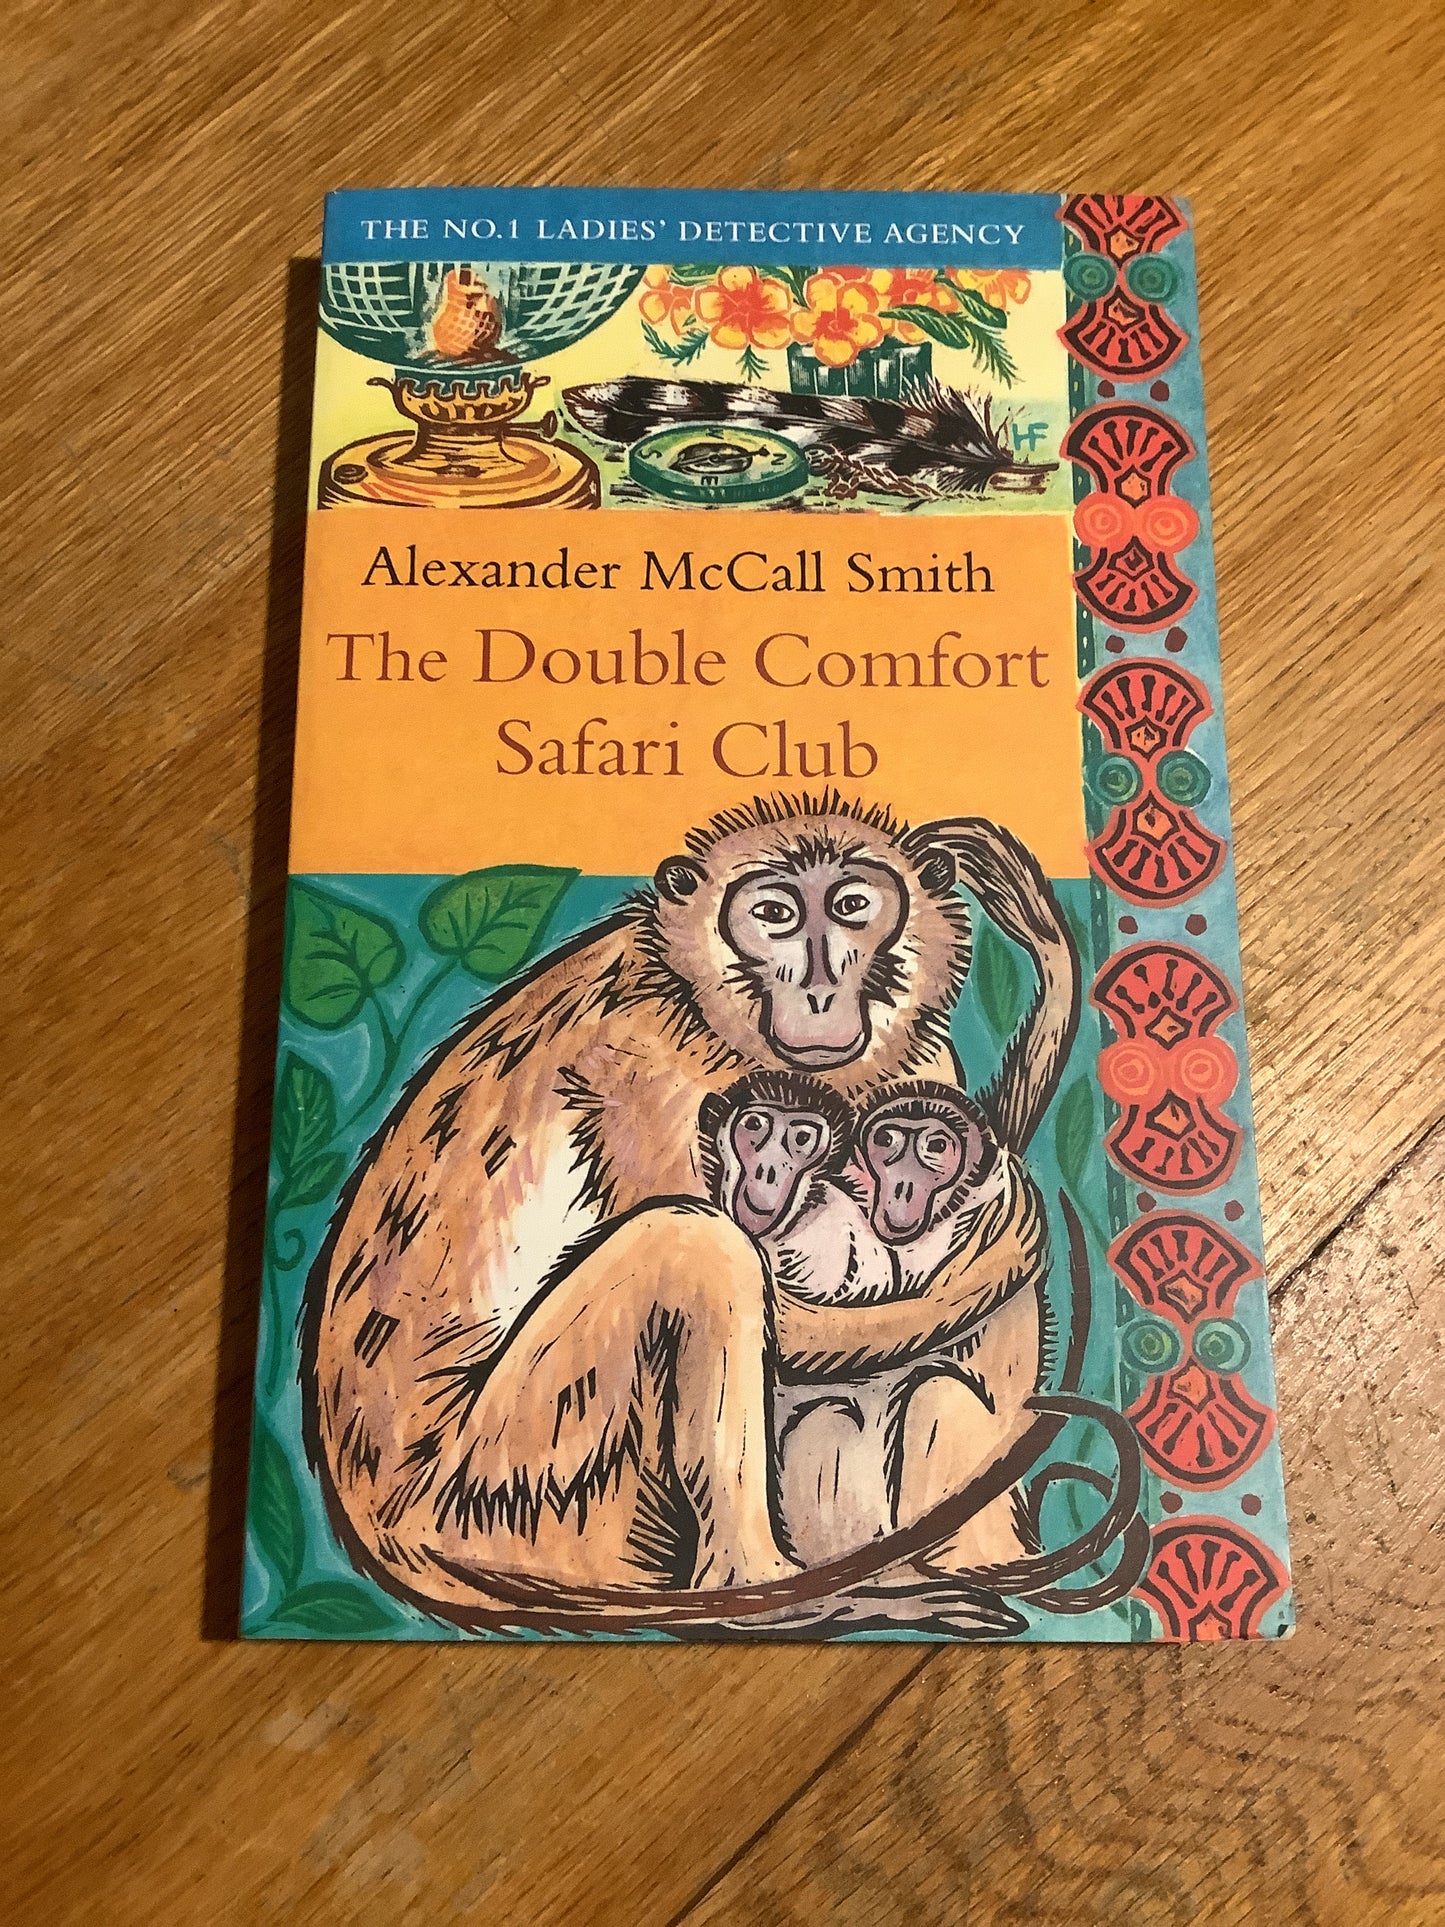 THE NO.1 LADIES' DETECTIVE AGENCY
HF
Alexander McCall Smith
The Double Comfort
Safari Club